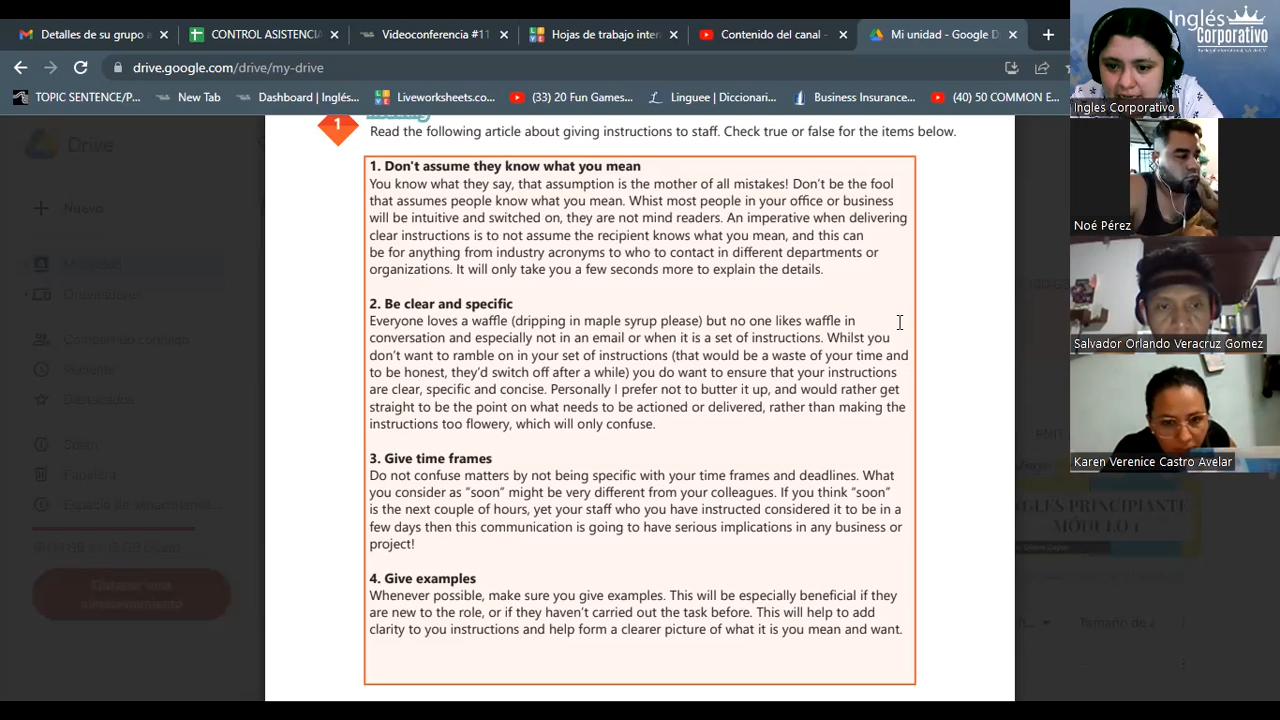 Detalles de su grupo a
CONTROL ASISTENCIA
Videoconferencia #11
Hojas de trabajo inter
Contenido del canal -
Mi unidad - Google D
drive.google.com/drive/my-drive
TOPIC SENTENCE/P...
New Tab
Dashboard | Inglés...
Liveworksheets.co...
(33) 20 Fun Games...
Linguee | Diccionari...
Business Insurance...
(40) 50 COMMON E...
Inglés
Corporativo
Ingles Corporativo
Noé Pérez
Salvador Orlando Veracruz Gomez
Karen Verenice Castro Avelar
Drive
Nuevo
Mi unidad
Ordenadores
Compartido conmigo
Reciente
Destacados
Spam
Papelera
Espacio de almacenamie...
1
Read the following article about giving instructions to staff. Check true or false for the items below.
1. Don't assume they know what you mean
You know what they say, that assumption is the mother of all mistakes! Don't be the fool
that assumes people know what you mean. Whist most people in your office or business
will be intuitive and switched on, they are not mind readers. An imperative when delivering
clear instructions is to not assume the recipient knows what you mean, and this can
be for anything from industry acronyms to who to contact in different departments or
organizations. It will only take you a few seconds more to explain the details.
2. Be clear and specific
Everyone loves a waffle (dripping in maple syrup please) but no one likes waffle in
conversation and especially not in an email or when it is a set of instructions. Whilst you
don't want to ramble on in your set of instructions (that would be a waste of your time and
to be honest, they'd switch off after a while) you do want to ensure that your instructions
are clear, specific and concise. Personally I prefer not to butter it up, and would rather get
straight to be the point on what needs to be actioned or delivered, rather than making the
instructions too flowery, which will only confuse.
3. Give time frames
Do not confuse matters by not being specific with your time frames and deadlines. What
you consider as "soon" might be very different from your colleagues. If you think "soon"
is the next couple of hours, yet your staff who you have instructed considered it to be in a
few days then this communication is going to have serious implications in any business or
project!
4. Give examples
Whenever possible, make sure you give examples. This will be especially beneficial if they
are new to the role, or if they haven't carried out the task before. This will help to add
clarity to you instructions and help form a clearer picture of what it is you mean and want.
GLES PRINCIPIANTE
MÓDULO 1
Tamaño de a